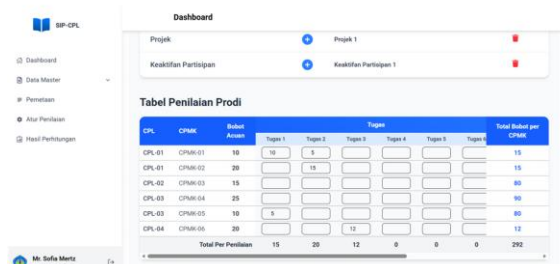 SIP-CPL
Dashboard
Dashboard
Data Master
Pemetaan
Atur Penilaian
Hasil Perhitungan
Mr. Sofia Mertz
Projek Projek 1
Keaktifan Partisipan Keaktifan Partisipan 1
Tabel Penilaian Prodi
CPL CPMK Bobot Acuan Tugas Total Bobot per CPMK
Tugas 1 Tugas 2 Tugas 3 Tugas 4 Tugas 5 Tugas 6
CPL-01 CPMK-01 10 10 5 15
CPL-01 CPMK-02 20 15 15
CPL-02 CPMK-03 15 80
CPL-03 CPMK-04 25 90
CPL-03 CPMK-05 10 5 80
CPL-04 CPMK-06 20 12 12
Total Per Penilaian 15 20 12 0 0 0 292